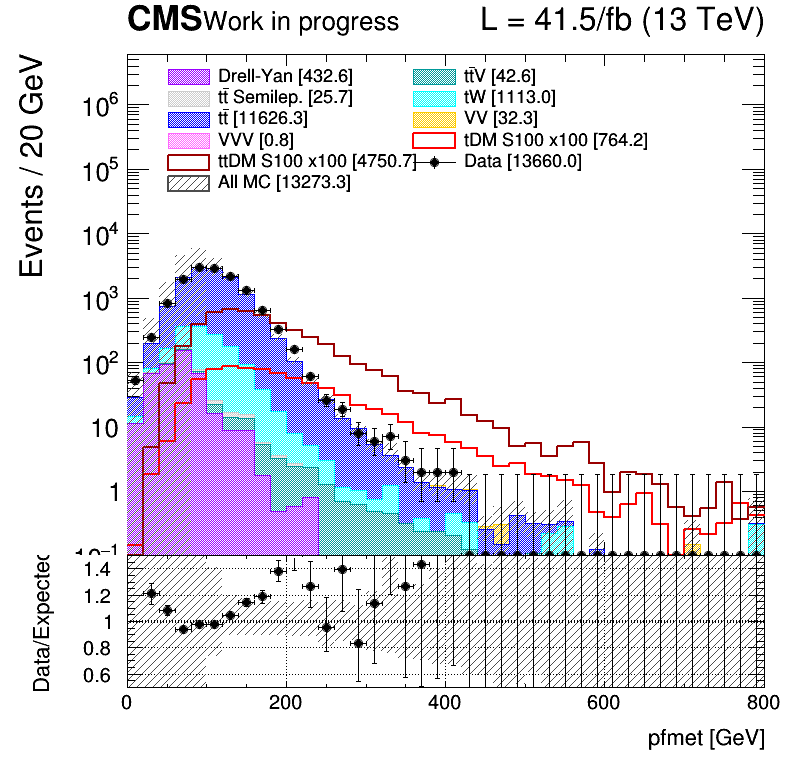 CMS Work in progress L = 41.5/fb (13 TeV)
Events / 20 GeV
Drell-Yan [432.6] tt̄V [42.6]
tt̄ Semilep. [25.7] tW [1113.0]
tt̄ [11626.3] VV [32.3]
VVV [0.8] tDM S100 x100 [764.2]
ttDM S100 x100 [4750.7] Data [13660.0]
All MC [13273.3]
10⁶
10⁵
10⁴
10³
10²
10
1
10⁻¹
Data/Expected
1.4
1.2
1
0.8
0.6
0 200 400 600 800
pfmet [GeV]